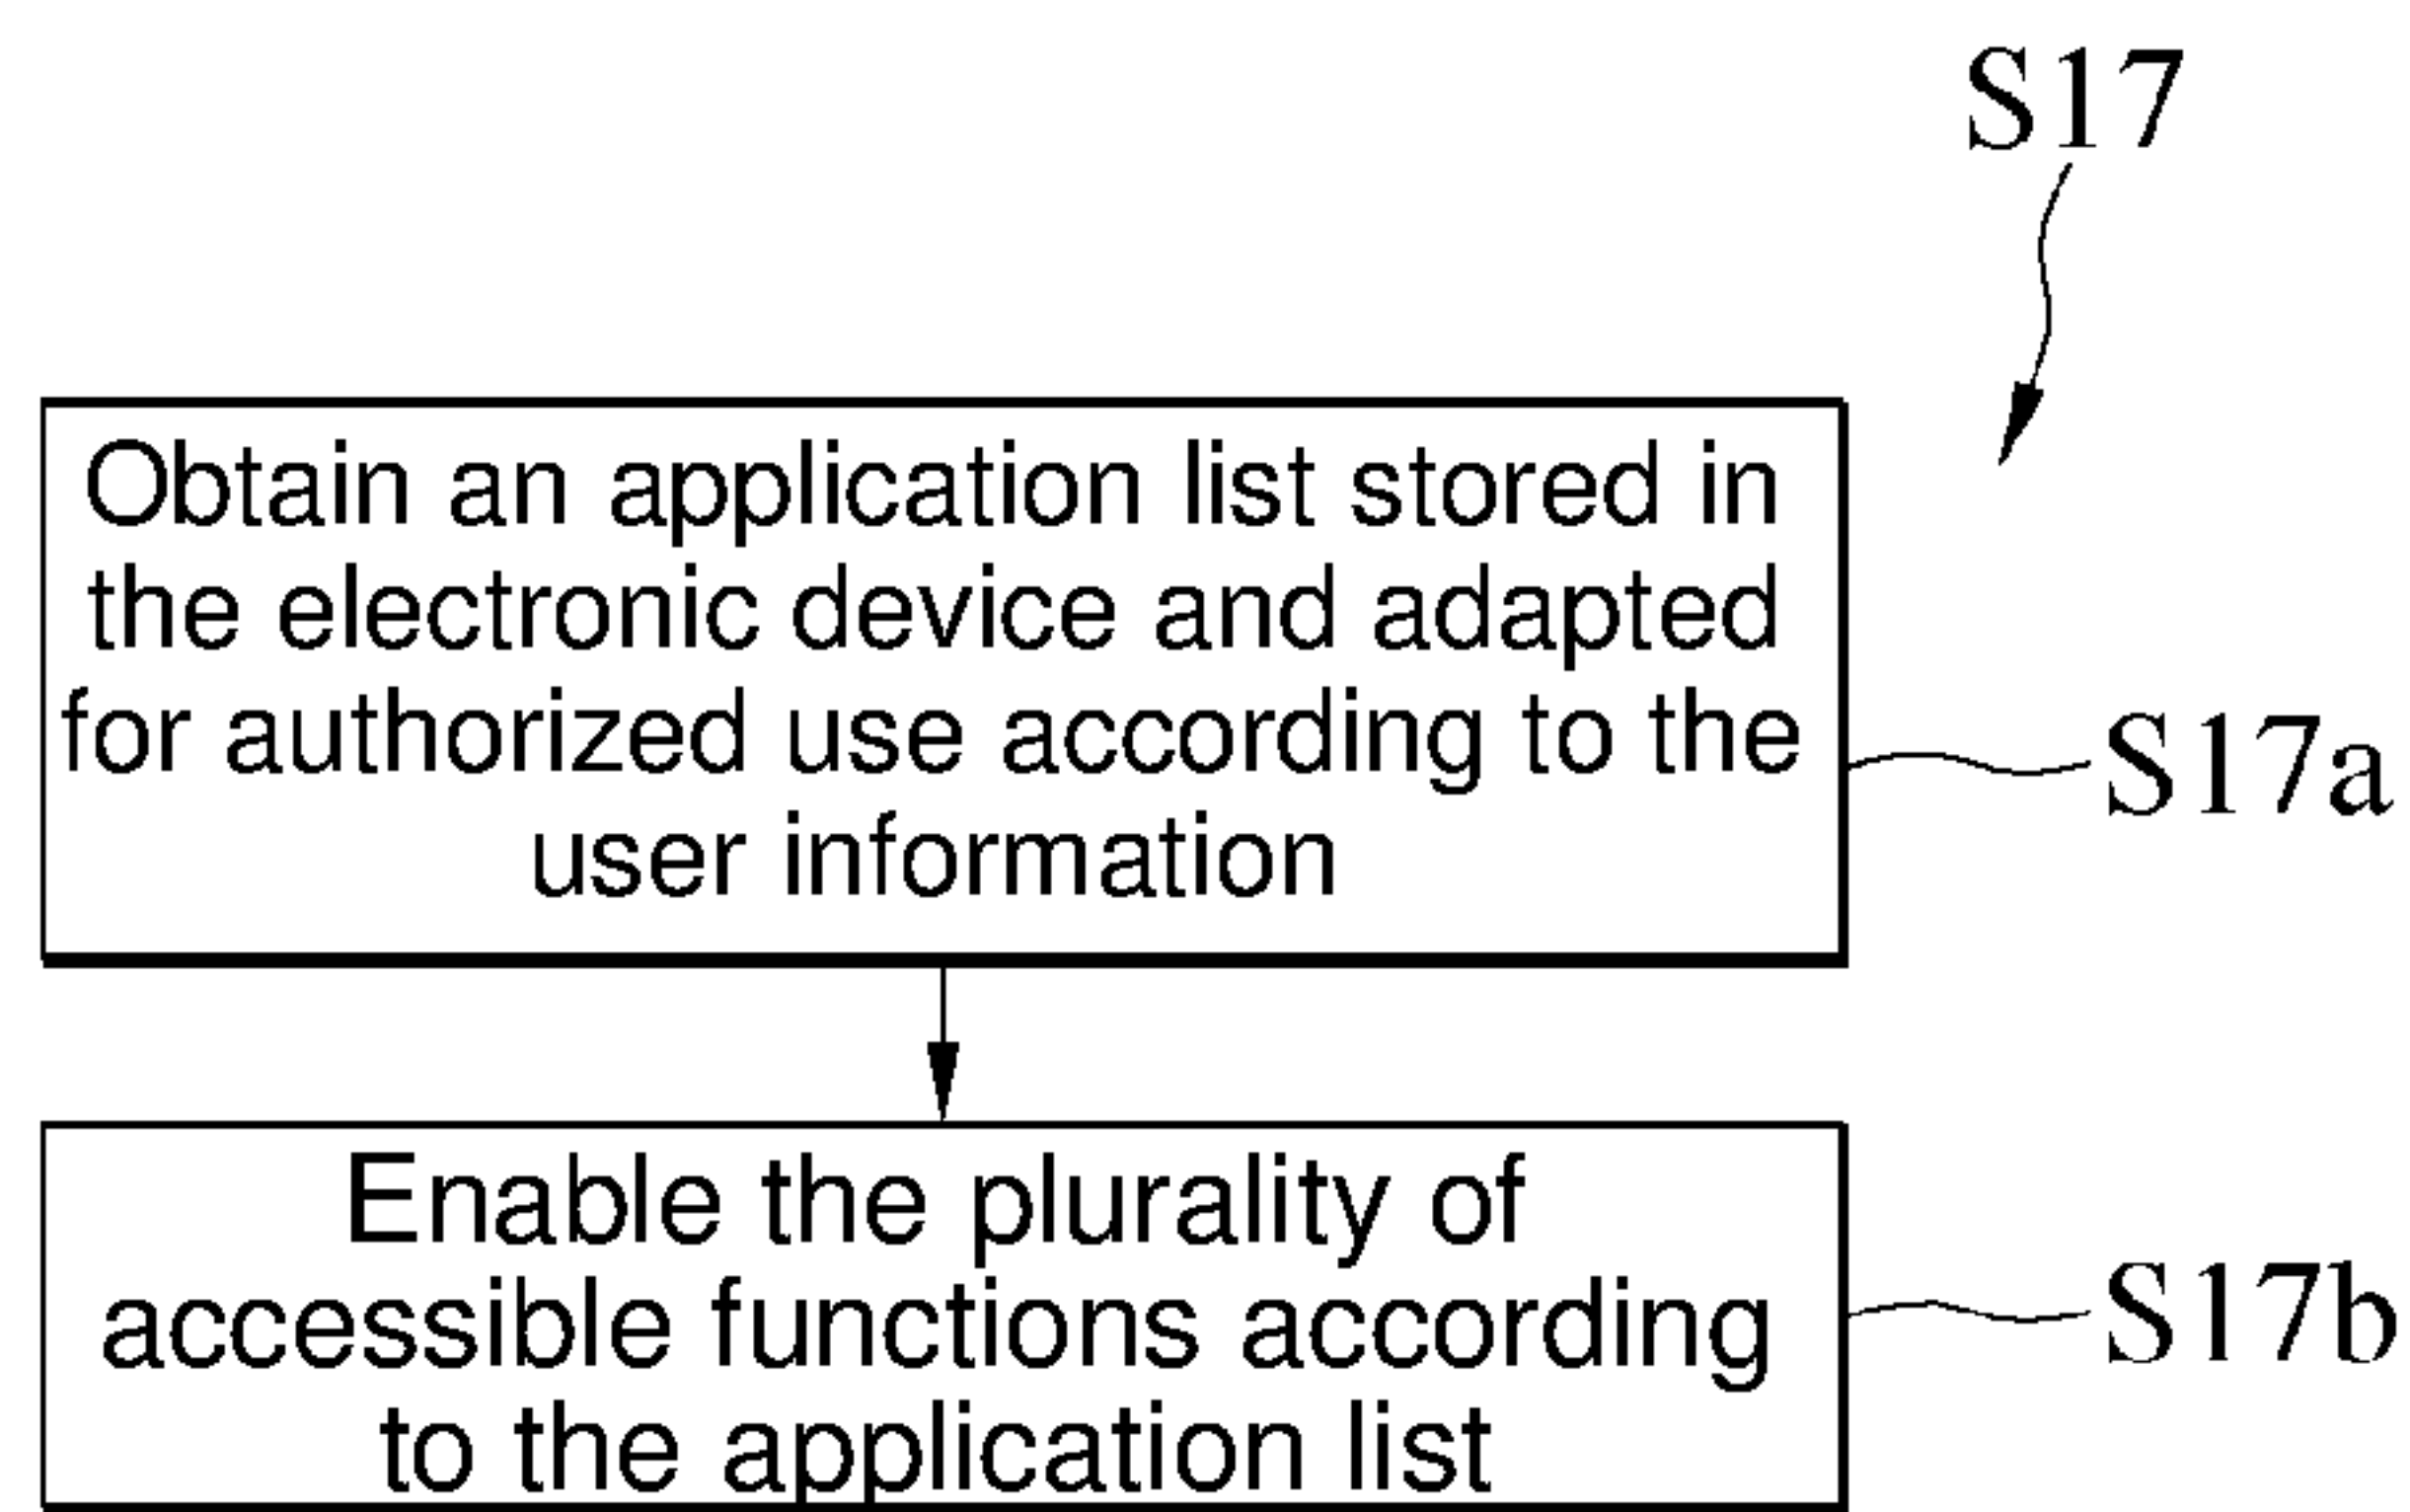 S17
Obtain an application list stored in
the electronic device and adapted
for authorized use according to the
user information
S17a
Enable the plurality of
accessible functions according
to the application list
S17b